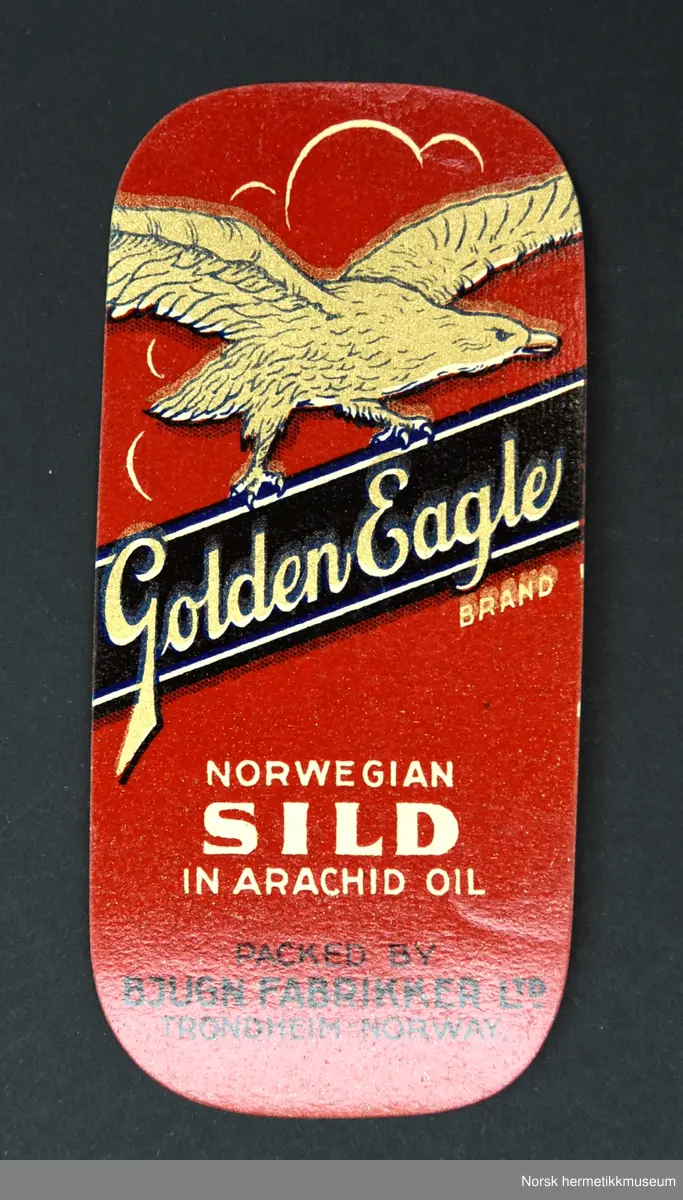 Golden Eagle
BRAND
NORWEGIAN
SILD
IN ARACHID OIL
PACKED BY
BJUGN FABRIKKER LTD
TRONDHEIM-NORWAY.
Norsk hermetikkmuseum